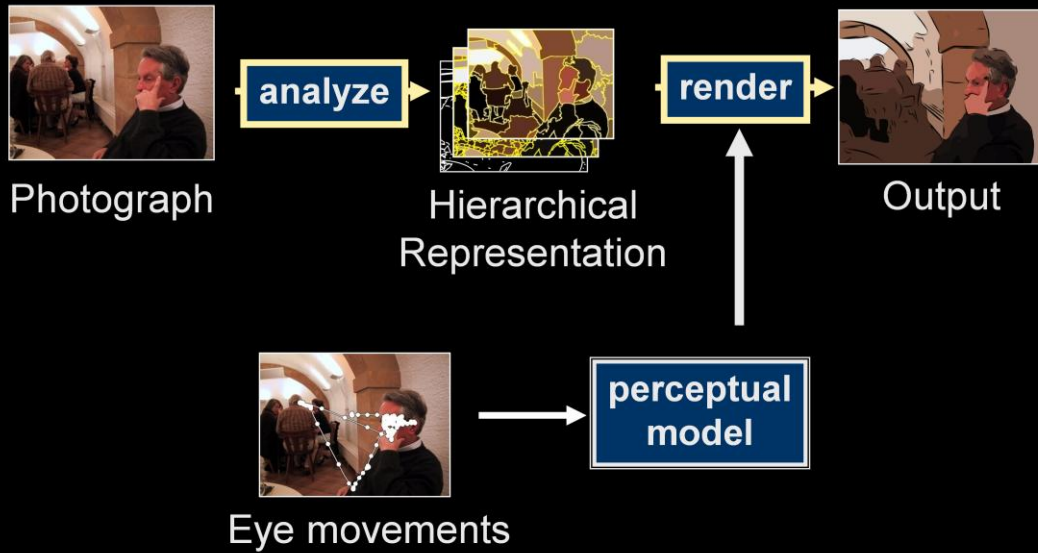 analyze
render
Photograph
Hierarchical
Representation
Output
perceptual
model
Eye movements